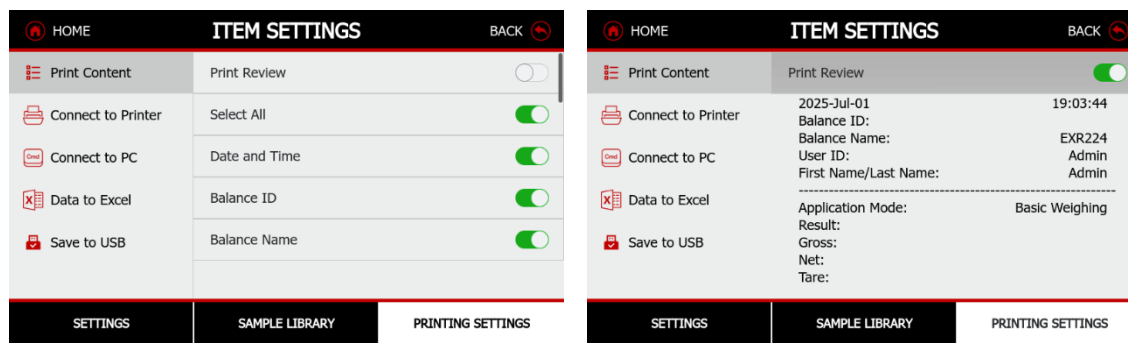 HOME
ITEM SETTINGS
BACK
Print Content
Connect to Printer
Cmd
Connect to PC
Data to Excel
Save to USB
Print Review
Select All
Date and Time
Balance ID
Balance Name
SETTINGS
SAMPLE LIBRARY
PRINTING SETTINGS
HOME
ITEM SETTINGS
BACK
Print Content
Connect to Printer
Cmd
Connect to PC
Data to Excel
Save to USB
Print Review
2025-Jul-01 19:03:44
Balance ID:
Balance Name: EXR224
User ID: Admin
First Name/Last Name: Admin
--------------------------------------------------------------
Application Mode: Basic Weighing
Result:
Gross:
Net:
Tare:
SETTINGS
SAMPLE LIBRARY
PRINTING SETTINGS